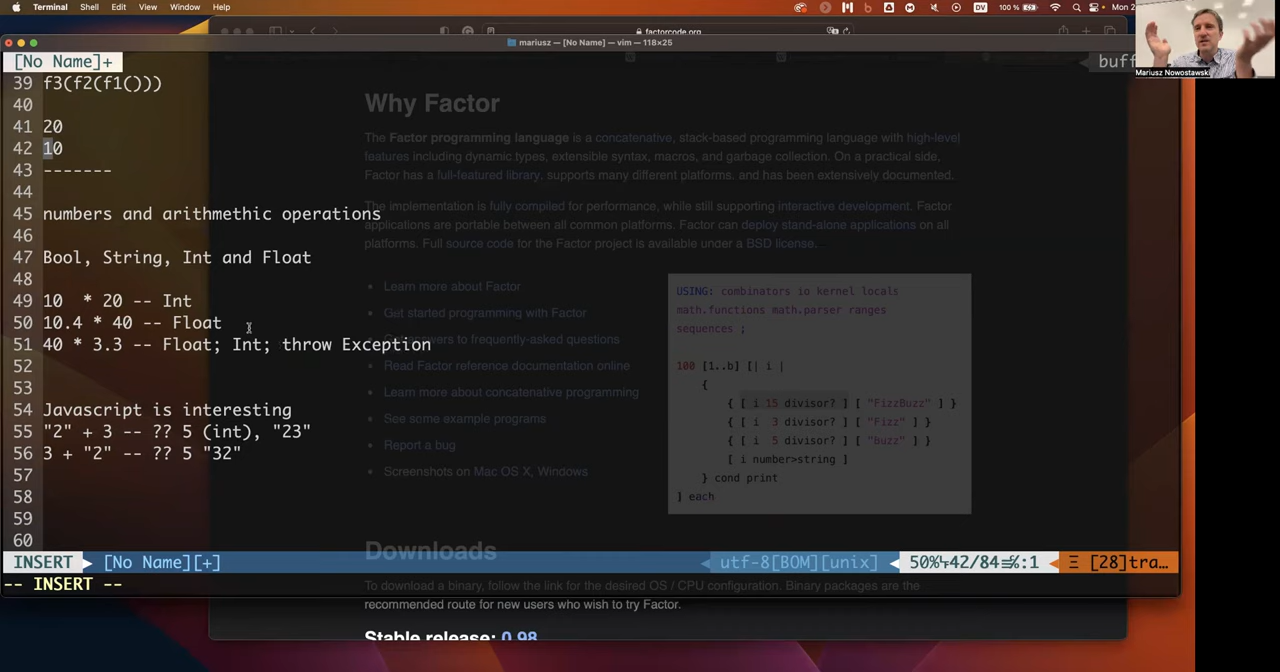 Terminal Shell Edit View Window Help
100 %
Mon 2
factorcode.org
mariusz — [No Name] — vim — 118×25
Mariusz Nowostawski
[No Name]+
buff
39 f3(f2(f1()))
40
41 20
42 10
43 -------
44
45 numbers and arithmethic operations
46
47 Bool, String, Int and Float
48
49 10  * 20 -- Int
50 10.4 * 40 -- Float
51 40 * 3.3 -- Float; Int; throw Exception
52
53
54 Javascript is interesting
55 "2" + 3 -- ?? 5 (int), "23"
56 3 + "2" -- ?? 5 "32"
57
58
59
60
INSERT
[No Name][+]
utf-8[BOM][unix]
50% 42/84 :1
[28]tra…
-- INSERT --
Why Factor
The Factor programming language is a concatenative, stack-based programming language with high-level
features including dynamic types, extensible syntax, macros, and garbage collection. On a practical side,
Factor has a full-featured library, supports many different platforms, and has been extensively documented.
The implementation is fully compiled for performance, while still supporting interactive development. Factor
applications are portable between all common platforms. Factor can deploy stand-alone applications on all
platforms. Full source code for the Factor project is available under a BSD license.
Learn more about Factor
Get started programming with Factor
answers to frequently-asked questions
Read Factor reference documentation online
Learn more about concatenative programming
See some example programs
Report a bug
Screenshots on Mac OS X, Windows
USING: combinators io kernel locals
math.functions math.parser ranges
sequences ;
100 [1..b] [| i |
{
{ [ i 15 divisor? ] [ "FizzBuzz" ] }
{ [ i  3 divisor? ] [ "Fizz" ] }
{ [ i  5 divisor? ] [ "buzz" ] }
[ i number>string ]
} cond print
] each
Downloads
To download a binary, follow the link for the desired OS / CPU configuration. Binary packages are the
recommended route for new users who wish to try Factor.
Stable release: 0.98